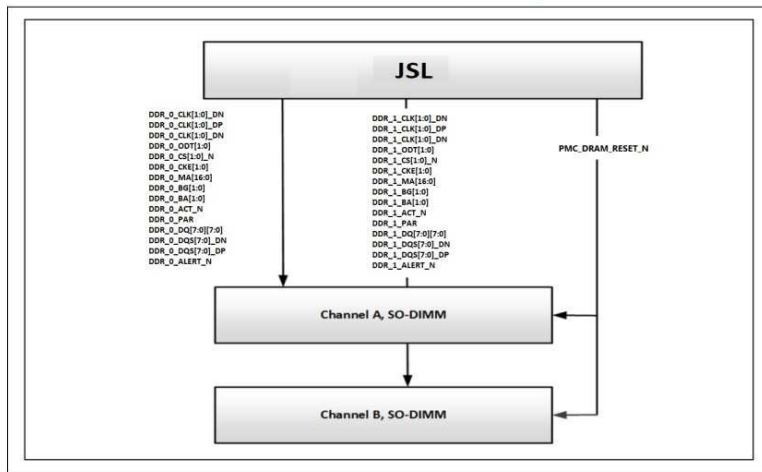 JSL
DDR_0_CLK[1:0]_DN
DDR_0_CLK[1:0]_DP
DDR_0_CLK[1:0]_DN
DDR_0_ODT[1:0]
DDR_0_CS[1:0]_N
DDR_0_CKE[1:0]
DDR_0_MA[16:0]
DDR_0_BG[1:0]
DDR_0_BA[1:0]
DDR_0_ACT_N
DDR_0_PAR
DDR_0_DQ[7:0][7:0]
DDR_0_DQS[7:0]_DN
DDR_0_DQS[7:0]_DP
DDR_0_ALERT_N
DDR_1_CLK[1:0]_DN
DDR_1_CLK[1:0]_DP
DDR_1_CLK[1:0]_DN
DDR_1_ODT[1:0]
DDR_1_CS[1:0]_N
DDR_1_CKE[1:0]
DDR_1_MA[16:0]
DDR_1_BG[1:0]
DDR_1_BA[1:0]
DDR_1_ACT_N
DDR_1_PAR
DDR_1_DQ[7:0][7:0]
DDR_1_DQS[7:0]_DN
DDR_1_DQS[7:0]_DP
DDR_1_ALERT_N
PMC_DRAM_RESET_N
Channel A, SO-DIMM
Channel B, SO-DIMM